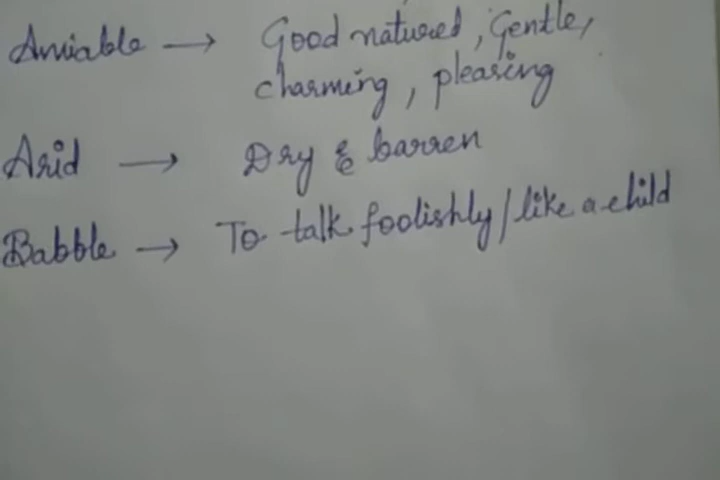 Amiable → Good natured, Gentle,
charming, pleasing
Arid → Dry & barren
Babble → To talk foolishly/like a child